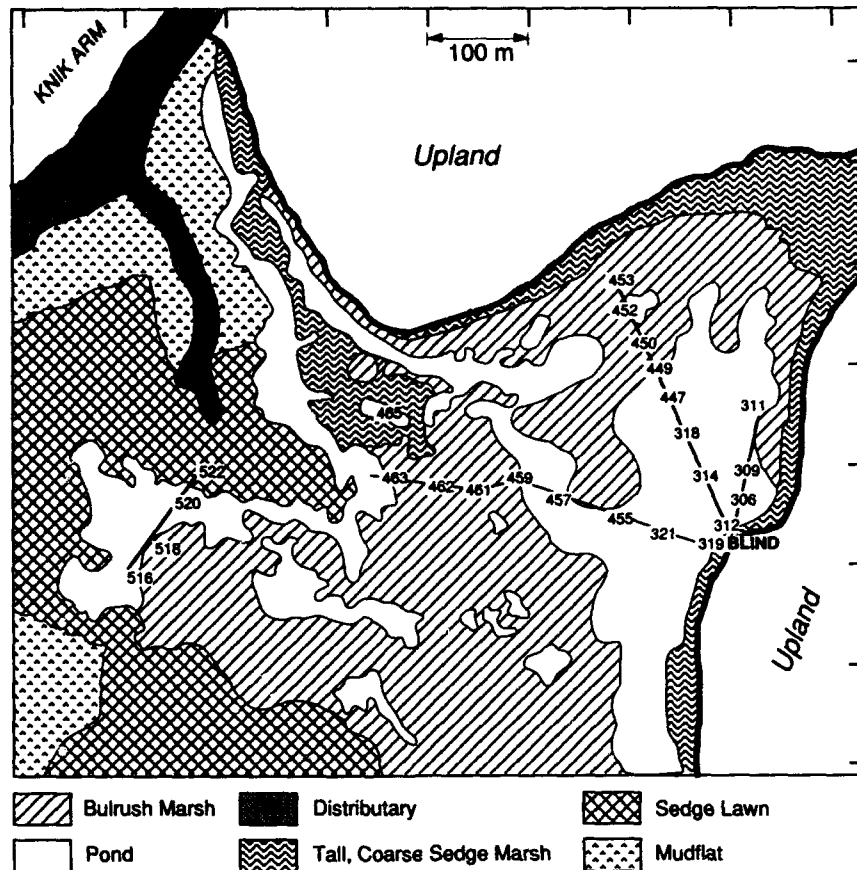 KNIK ARM
100 m
Upland
453
452
450
449
447
311
465
318
522
463
462
461
459
314
309
520
457
306
518
455
321
312
319
BLIND
516
Upland
Bulrush Marsh
Distributary
Sedge Lawn
Pond
Tall, Coarse Sedge Marsh
Mudflat